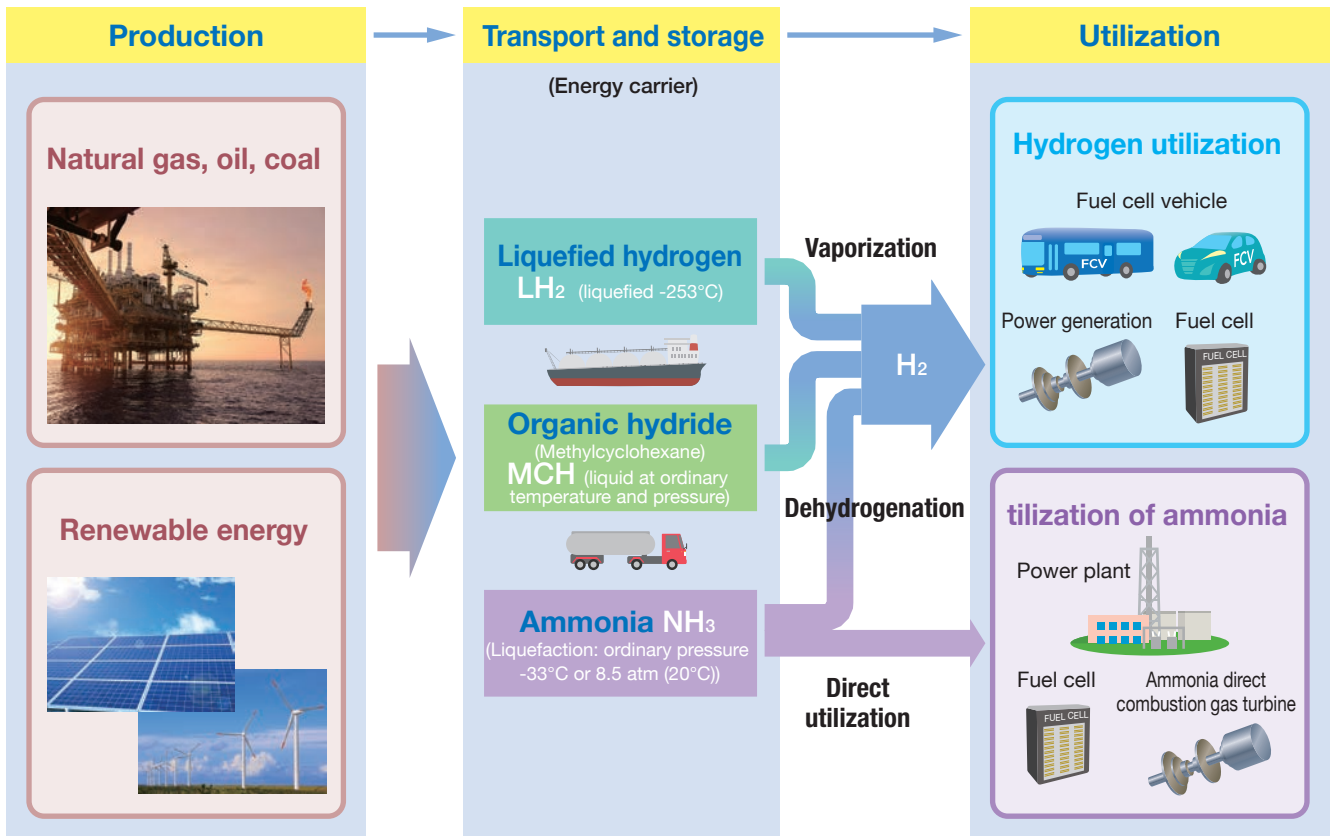 Production
Transport and storage
Utilization
(Energy carrier)
Natural gas, oil, coal
Renewable energy
Liquefied hydrogen
LH2 (liquefied -253°C)
Organic hydride
(Methylcyclohexane)
MCH (liquid at ordinary
temperature and pressure)
Ammonia NH3
(Liquefaction: ordinary pressure
-33°C or 8.5 atm (20°C))
Vaporization
H2
Dehydrogenation
Direct
utilization
Hydrogen utilization
Fuel cell vehicle
FCV
FCV
Power generation
Fuel cell
FUEL CELL
tilization of ammonia
Power plant
Fuel cell
FUEL CELL
Ammonia direct
combustion gas turbine